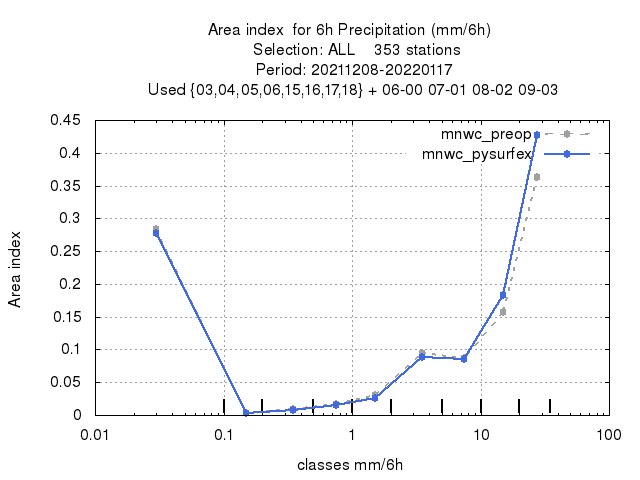 Area index for 6h Precipitation (mm/6h)
Selection: ALL 353 stations
Period: 20211208-20220117
Used {03,04,05,06,15,16,17,18} + 06-00 07-01 08-02 09-03
mnwc_preop
mnwc_pysurfex
Area index
0.45
0.4
0.35
0.3
0.25
0.2
0.15
0.1
0.05
0
0.01 0.1 1 10 100
classes mm/6h